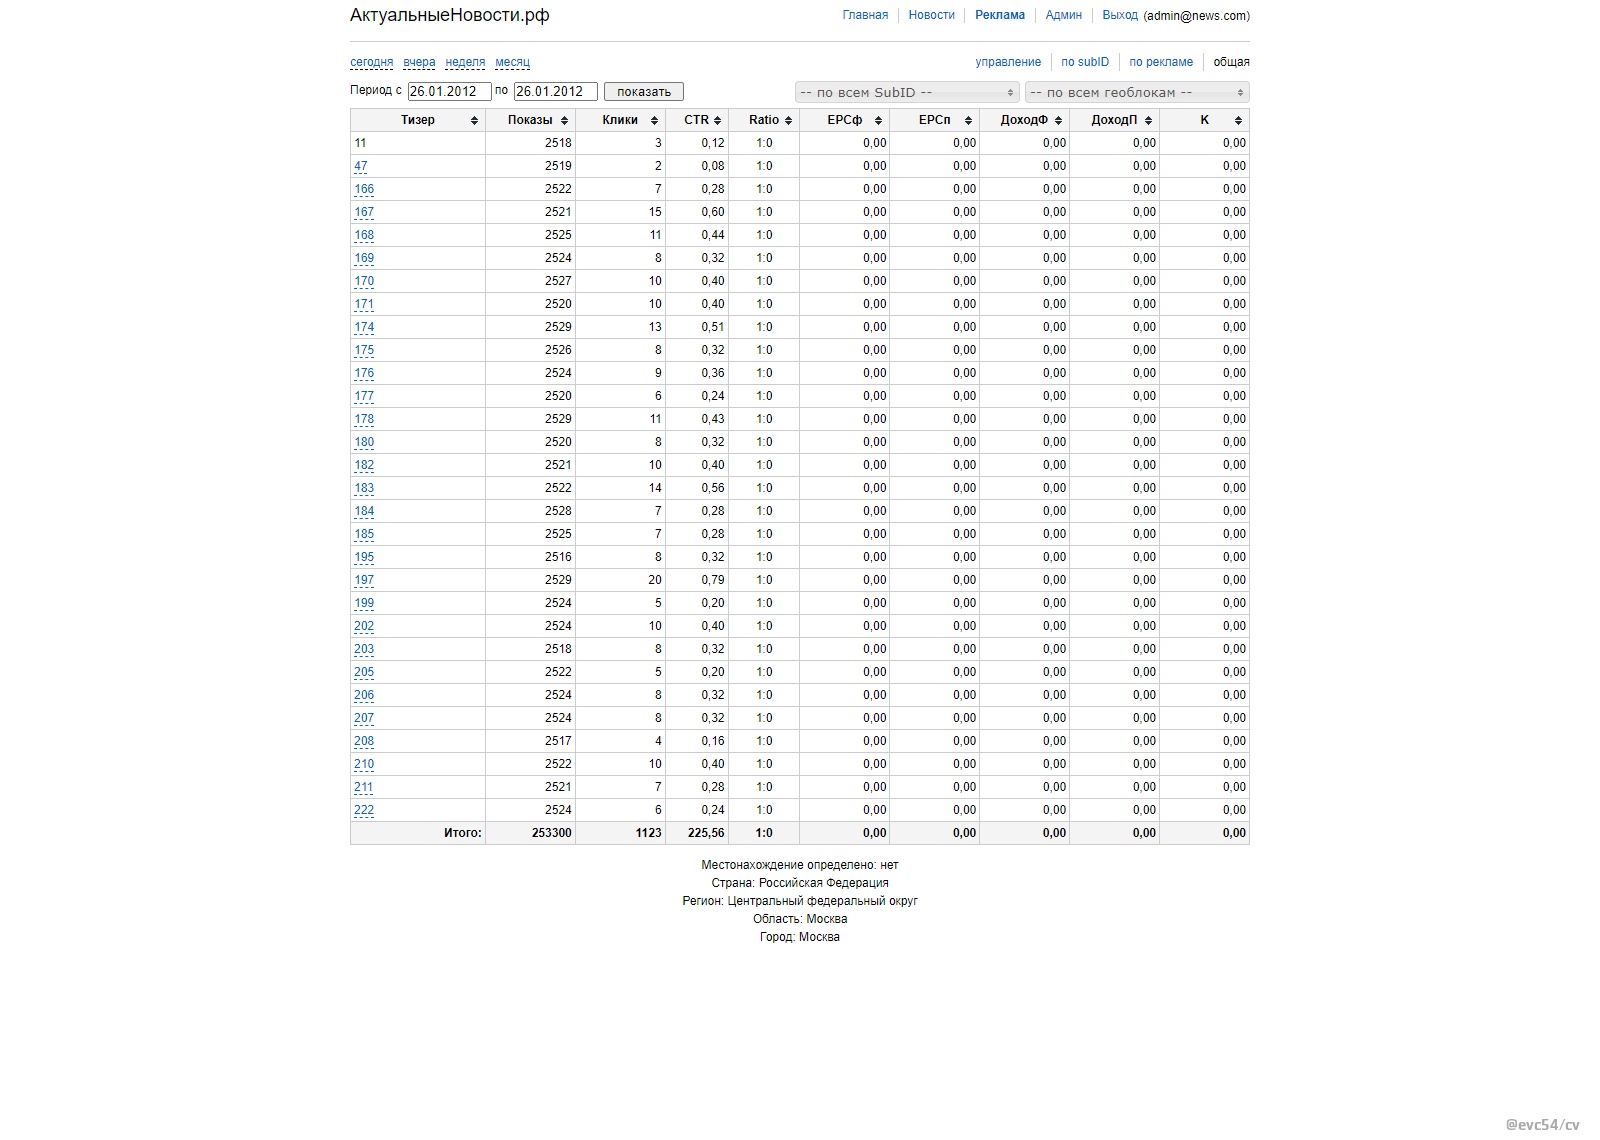 АктуальныеНовости.рф Главная Новости Реклама Админ Выход (admin@news.com)
сегодня вчера неделя месяц управление по subID по рекламе общая
Период с 26.01.2012 по 26.01.2012 показать -- по всем SubID -- -- по всем геоблокам --
Тизер Показы Клики CTR Ratio EPCф EPCп ДоходФ ДоходП K
11 2518 3 0,12 1:0 0,00 0,00 0,00 0,00 0,00
47 2519 2 0,08 1:0 0,00 0,00 0,00 0,00 0,00
166 2522 7 0,28 1:0 0,00 0,00 0,00 0,00 0,00
167 2521 15 0,60 1:0 0,00 0,00 0,00 0,00 0,00
168 2525 11 0,44 1:0 0,00 0,00 0,00 0,00 0,00
169 2524 8 0,32 1:0 0,00 0,00 0,00 0,00 0,00
170 2527 10 0,40 1:0 0,00 0,00 0,00 0,00 0,00
171 2520 10 0,40 1:0 0,00 0,00 0,00 0,00 0,00
174 2529 13 0,51 1:0 0,00 0,00 0,00 0,00 0,00
175 2526 8 0,32 1:0 0,00 0,00 0,00 0,00 0,00
176 2524 9 0,36 1:0 0,00 0,00 0,00 0,00 0,00
177 2520 6 0,24 1:0 0,00 0,00 0,00 0,00 0,00
178 2529 11 0,43 1:0 0,00 0,00 0,00 0,00 0,00
180 2520 8 0,32 1:0 0,00 0,00 0,00 0,00 0,00
182 2521 10 0,40 1:0 0,00 0,00 0,00 0,00 0,00
183 2522 14 0,56 1:0 0,00 0,00 0,00 0,00 0,00
184 2528 7 0,28 1:0 0,00 0,00 0,00 0,00 0,00
185 2525 7 0,28 1:0 0,00 0,00 0,00 0,00 0,00
195 2516 8 0,32 1:0 0,00 0,00 0,00 0,00 0,00
197 2529 20 0,79 1:0 0,00 0,00 0,00 0,00 0,00
199 2524 5 0,20 1:0 0,00 0,00 0,00 0,00 0,00
202 2524 10 0,40 1:0 0,00 0,00 0,00 0,00 0,00
203 2518 8 0,32 1:0 0,00 0,00 0,00 0,00 0,00
205 2522 5 0,20 1:0 0,00 0,00 0,00 0,00 0,00
206 2524 8 0,32 1:0 0,00 0,00 0,00 0,00 0,00
207 2524 8 0,32 1:0 0,00 0,00 0,00 0,00 0,00
208 2517 4 0,16 1:0 0,00 0,00 0,00 0,00 0,00
210 2522 10 0,40 1:0 0,00 0,00 0,00 0,00 0,00
211 2521 7 0,28 1:0 0,00 0,00 0,00 0,00 0,00
222 2524 6 0,24 1:0 0,00 0,00 0,00 0,00 0,00
Итого: 253300 1123 225,56 1:0 0,00 0,00 0,00 0,00 0,00
Местонахождение определено: нет
Страна: Российская Федерация
Регион: Центральный федеральный округ
Область: Москва
Город: Москва
@evc54/cv